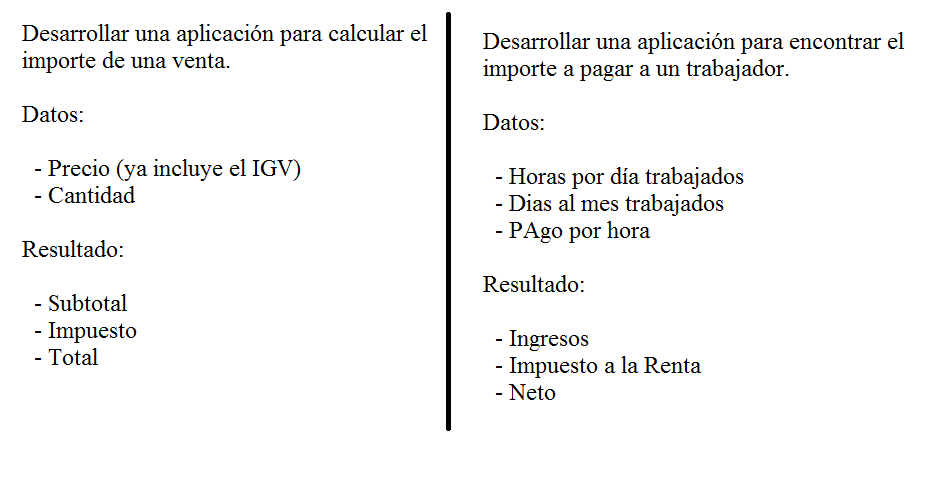 Desarrollar una aplicación para calcular el
importe de una venta.
Datos:
- Precio (ya incluye el IGV)
- Cantidad
Resultado:
- Subtotal
- Impuesto
- Total
Desarrollar una aplicación para encontrar el
importe a pagar a un trabajador.
Datos:
- Horas por día trabajados
- Dias al mes trabajados
- PAgo por hora
Resultado:
- Ingresos
- Impuesto a la Renta
- Neto